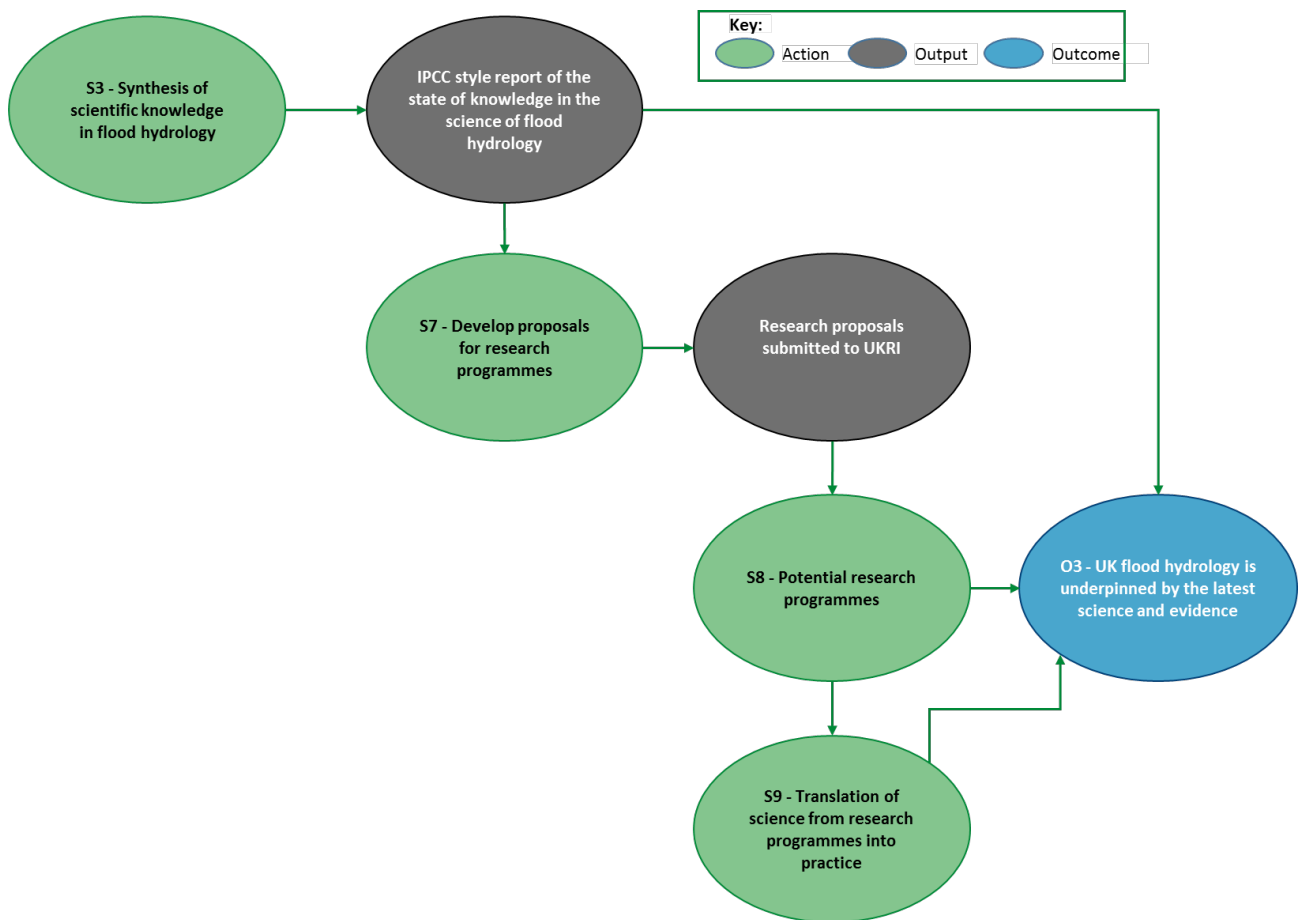 Key:
Action
Output
Outcome
S3 - Synthesis of
scientific knowledge
in flood hydrology
IPCC style report of the
state of knowledge in the
science of flood
hydrology
S7 - Develop proposals
for research
programmes
Research proposals
submitted to UKRI
S8 - Potential research
programmes
O3 - UK flood hydrology is
underpinned by the latest
science and evidence
S9 - Translation of
science from research
programmes into
practice